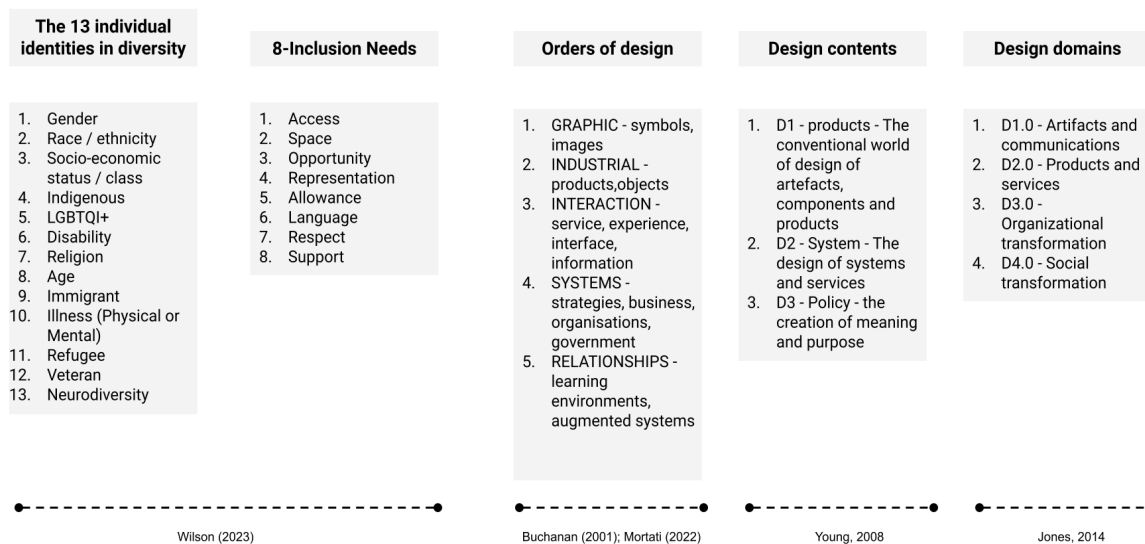 The 13 individual
identities in diversity
1. Gender
2. Race / ethnicity
3. Socio-economic
status / class
4. Indigenous
5. LGBTQI+
6. Disability
7. Religion
8. Age
9. Immigrant
10. Illness (Physical or
Mental)
11. Refugee
12. Veteran
13. Neurodiversity
8-Inclusion Needs
1. Access
2. Space
3. Opportunity
4. Representation
5. Allowance
6. Language
7. Respect
8. Support
Wilson (2023)
Orders of design
1. GRAPHIC - symbols,
images
2. INDUSTRIAL -
products,objects
3. INTERACTION -
service, experience,
interface,
information
4. SYSTEMS -
strategies, business,
organisations,
government
5. RELATIONSHIPS -
learning
environments,
augmented systems
Buchanan (2001); Mortati (2022)
Design contents
1. D1 - products - The
conventional world
of design of
artefacts,
components and
products
2. D2 - System - The
design of systems
and services
3. D3 - Policy - the
creation of meaning
and purpose
Young, 2008
Design domains
1. D1.0 - Artifacts and
communications
2. D2.0 - Products and
services
3. D3.0 -
Organizational
transformation
4. D4.0 - Social
transformation
Jones, 2014